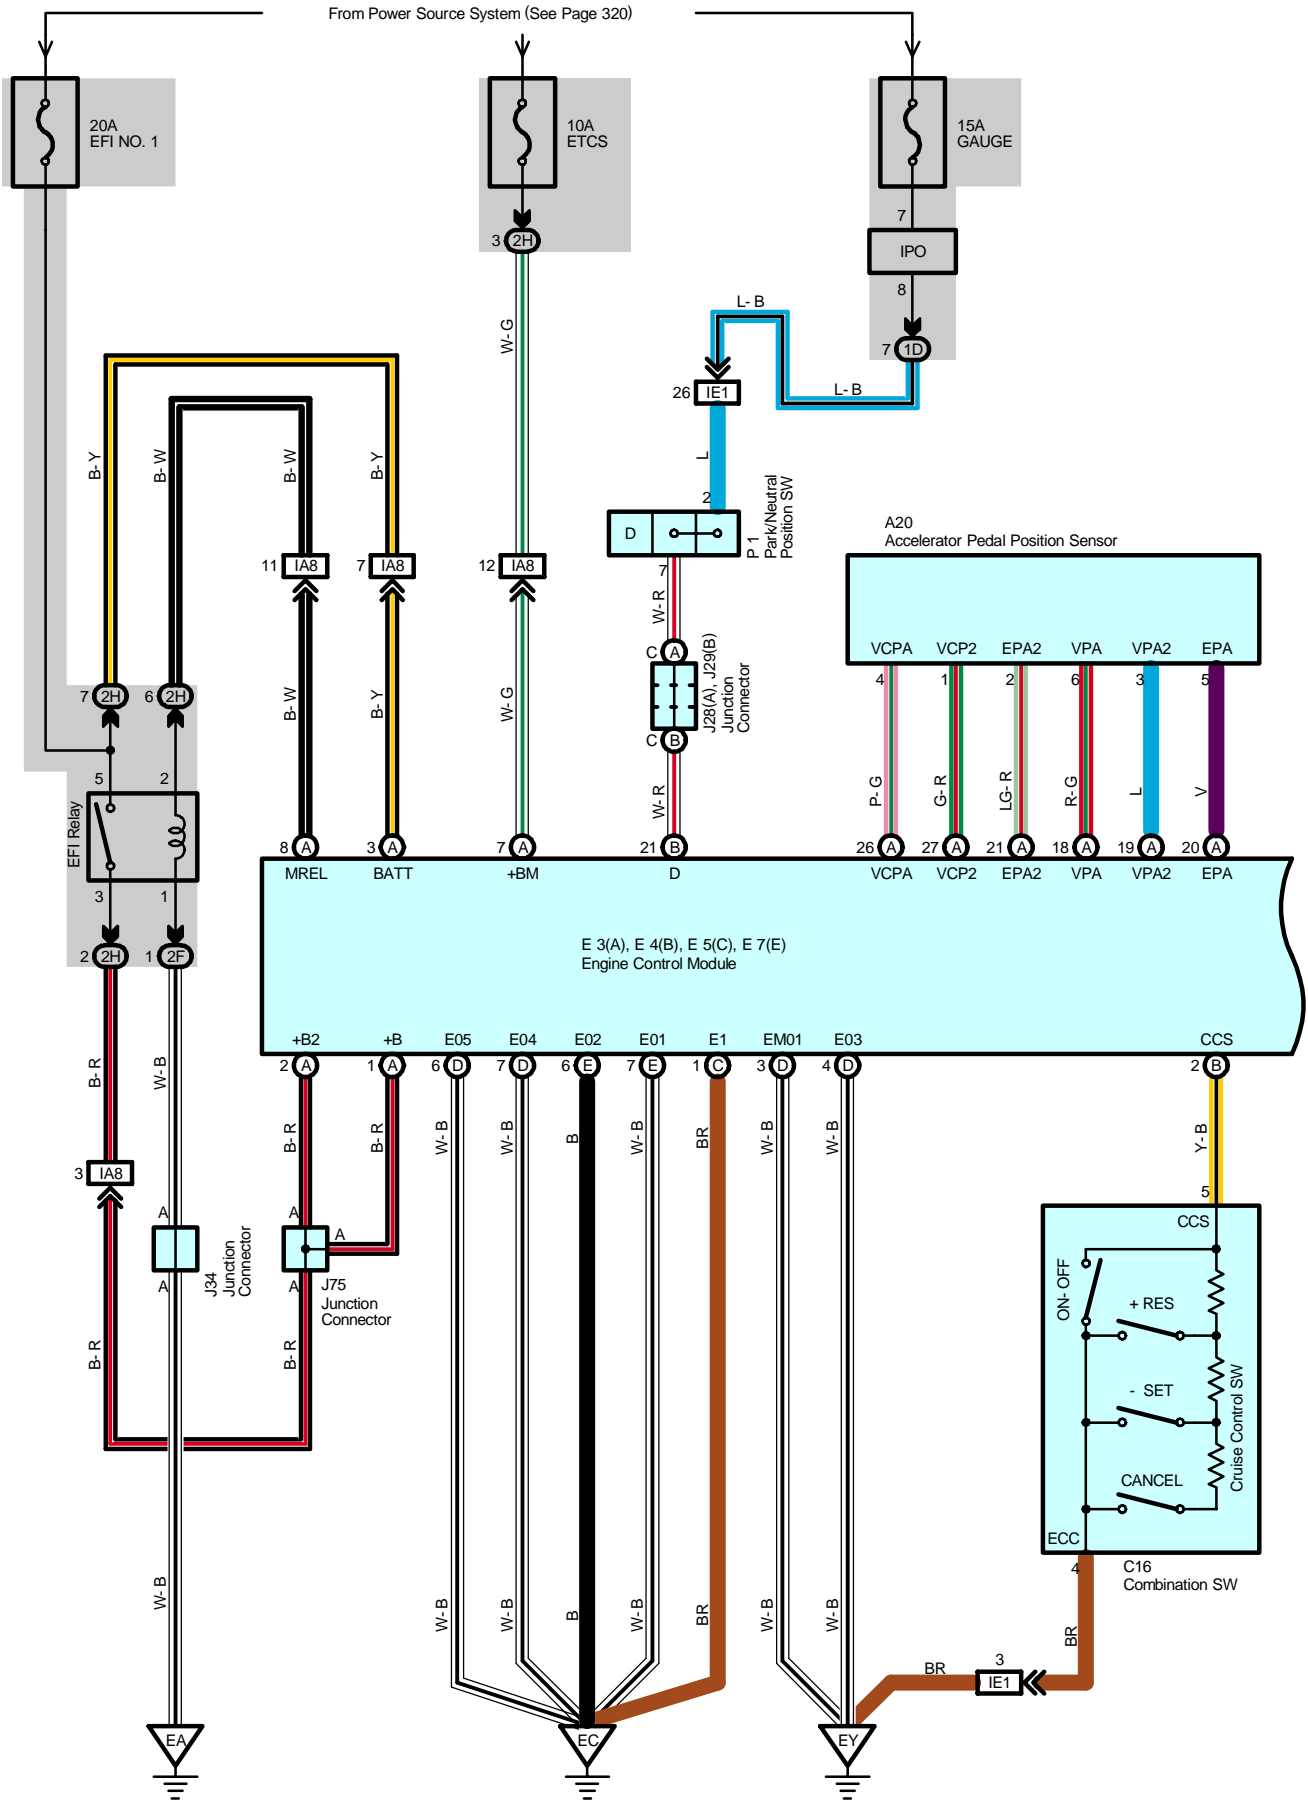 From Power Source System (See Page 320)
20A
EFI NO. 1
10A
ETCS
15A
GAUGE
7
IPO
8
3 2H
7 1D
L- B
L- B
26 IE1
W- G
B- Y
B- W
B- W
B- Y
L
2
D
P 1
Park/Neutral
Position SW
7
A20
Accelerator Pedal Position Sensor
11 IA8
7 IA8
12 IA8
W- R
C A
J28(A), J29(B)
Junction
Connector
C B
VCPA VCP2 EPA2 VPA VPA2 EPA
4 1 2 6 3 5
7 2H
6 2H
B- W
B- Y
W- G
W- R
P- G
G- R
LG- R
R- G
L
V
5 2
EFI Relay
3 1
8 A
3 A
7 A
21 B
26 A
27 A
21 A
18 A
19 A
20 A
MREL BATT +BM D VCPA VCP2 EPA2 VPA VPA2 EPA
E 3(A), E 4(B), E 5(C), E 7(E)
Engine Control Module
2 2H
1 2F
+B2 +B E05 E04 E02 E01 E1 EM01 E03 CCS
2 A
1 A
6 D
7 D
6 E
7 E
1 C
3 D
4 D
2 B
B- R
W- B
B- R
B- R
W- B
W- B
B
W- B
BR
W- B
W- B
Y- B
3 IA8
5
CCS
A
J34
Junction
Connector
A
A
A
A
J75
Junction
Connector
ON- OFF
+ RES
- SET
CANCEL
Cruise Control SW
ECC
4
C16
Combination SW
B- R
B- R
W- B
W- B
W- B
B
W- B
BR
W- B
W- B
BR
3
IE1
BR
EA
EC
EY